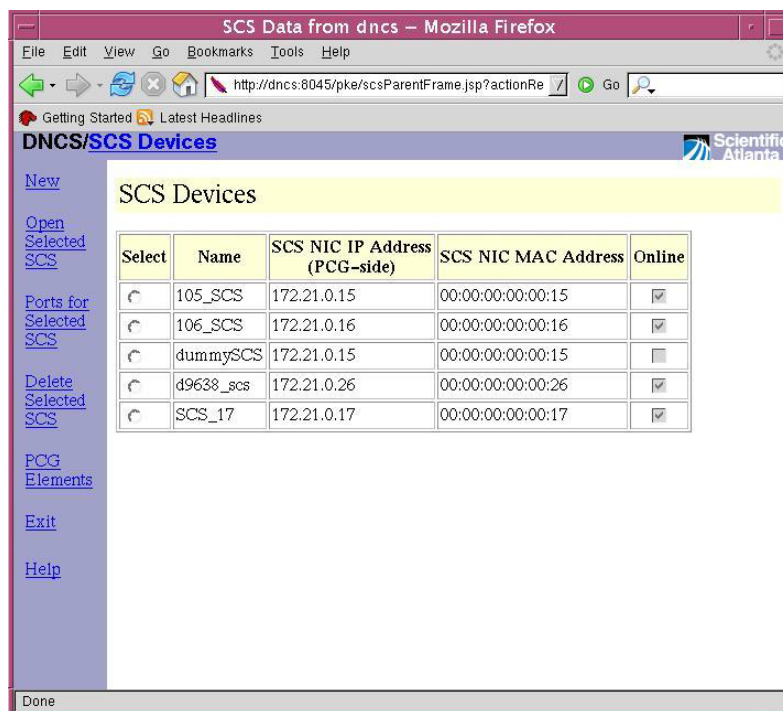 SCS Data from dncs – Mozilla Firefox
File Edit View Go Bookmarks Tools Help
http://dncs:8045/pke/scsParentFrame.jsp?actionRe Go
Getting Started Latest Headlines
DNCS/SCS Devices
Scientific
Atlanta
New
Open
Selected
SCS
Ports for
Selected
SCS
Delete
Selected
SCS
PCG
Elements
Exit
Help
SCS Devices
Select Name SCS NIC IP Address (PCG-side) SCS NIC MAC Address Online
105_SCS 172.21.0.15 00:00:00:00:00:15
106_SCS 172.21.0.16 00:00:00:00:00:16
dummySCS 172.21.0.15 00:00:00:00:00:15
d9638_scs 172.21.0.26 00:00:00:00:00:26
SCS_17 172.21.0.17 00:00:00:00:00:17
Done